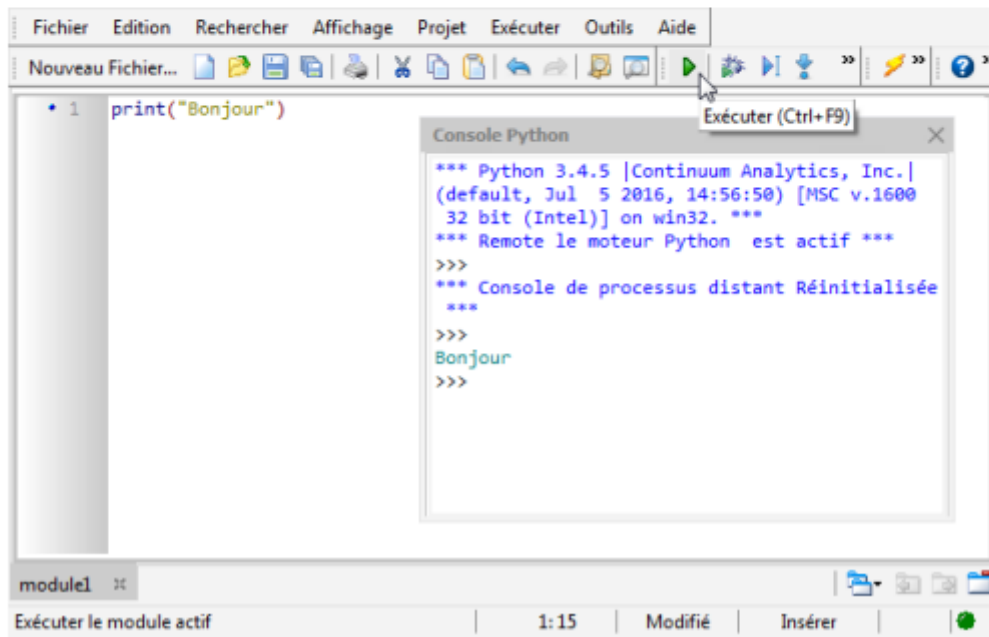 Fichier Edition Rechercher Affichage Projet Exécuter Outils Aide
Nouveau Fichier...
Exécuter (Ctrl+F9)
1 print("Bonjour")
Console Python
*** Python 3.4.5 |Continuum Analytics, Inc.|
(default, Jul 5 2016, 14:56:50) [MSC v.1600
32 bit (Intel)] on win32. ***
*** Remote le moteur Python est actif ***
>>>
*** Console de processus distant Réinitialisée
***
>>>
Bonjour
>>>
module1
Exécuter le module actif 1:15 Modifié Insérer